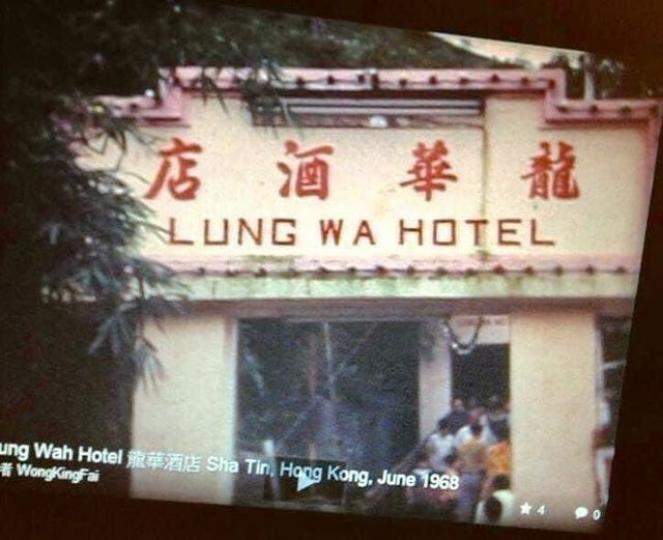 龍華酒店
LUNG WA HOTEL
ung Wah Hotel 龍華酒店 Sha Tin, Hong Kong, June 1968
者 WongKingFai
4 0